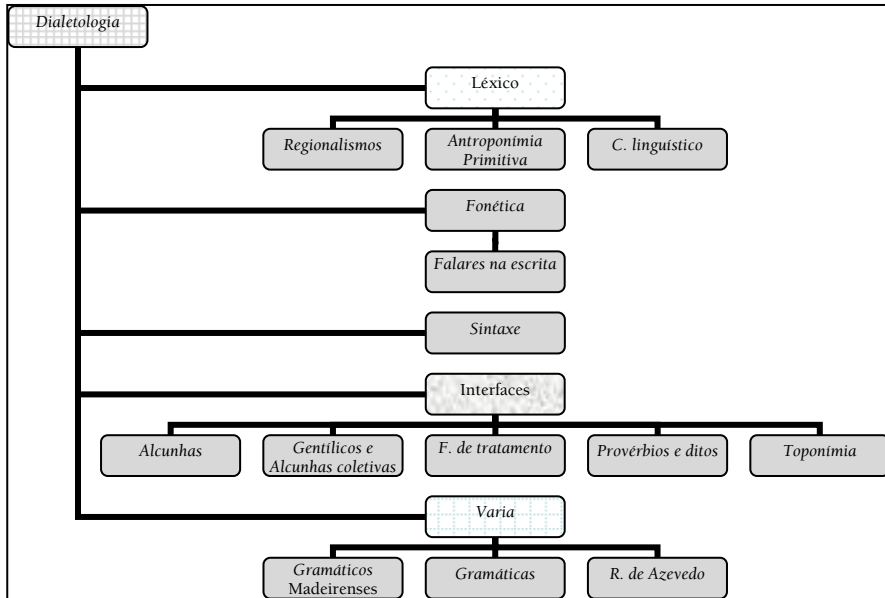 Dialetologia
Léxico
Regionalismos
Antroponímia
Primitiva
C. linguístico
Fonética
Falares na escrita
Sintaxe
Interfaces
Alcunhas
Gentílicos e
Alcunhas coletivas
F. de tratamento
Provérbios e ditos
Toponímia
Varia
Gramáticos
Madeirenses
Gramáticas
R. de Azevedo